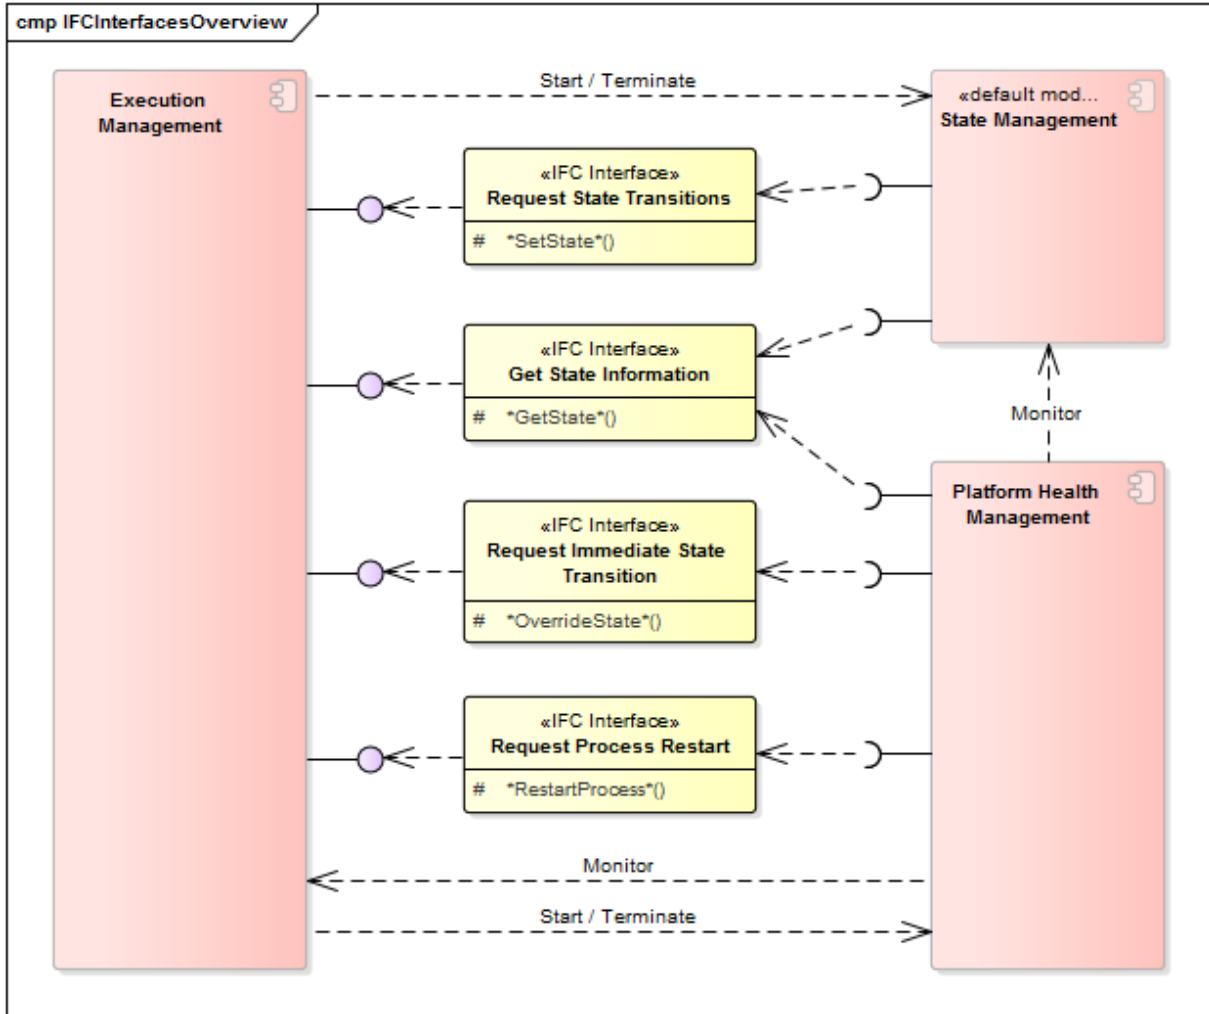 cmp IFCInterfacesOverview
Execution
Management
Start / Terminate
«default mod...
State Management
«IFC Interface»
Request State Transitions
# *SetState*()
«IFC Interface»
Get State Information
# *GetState*()
Monitor
Platform Health
Management
«IFC Interface»
Request Immediate State
Transition
# *OverrideState*()
«IFC Interface»
Request Process Restart
# *RestartProcess*()
Monitor
Start / Terminate